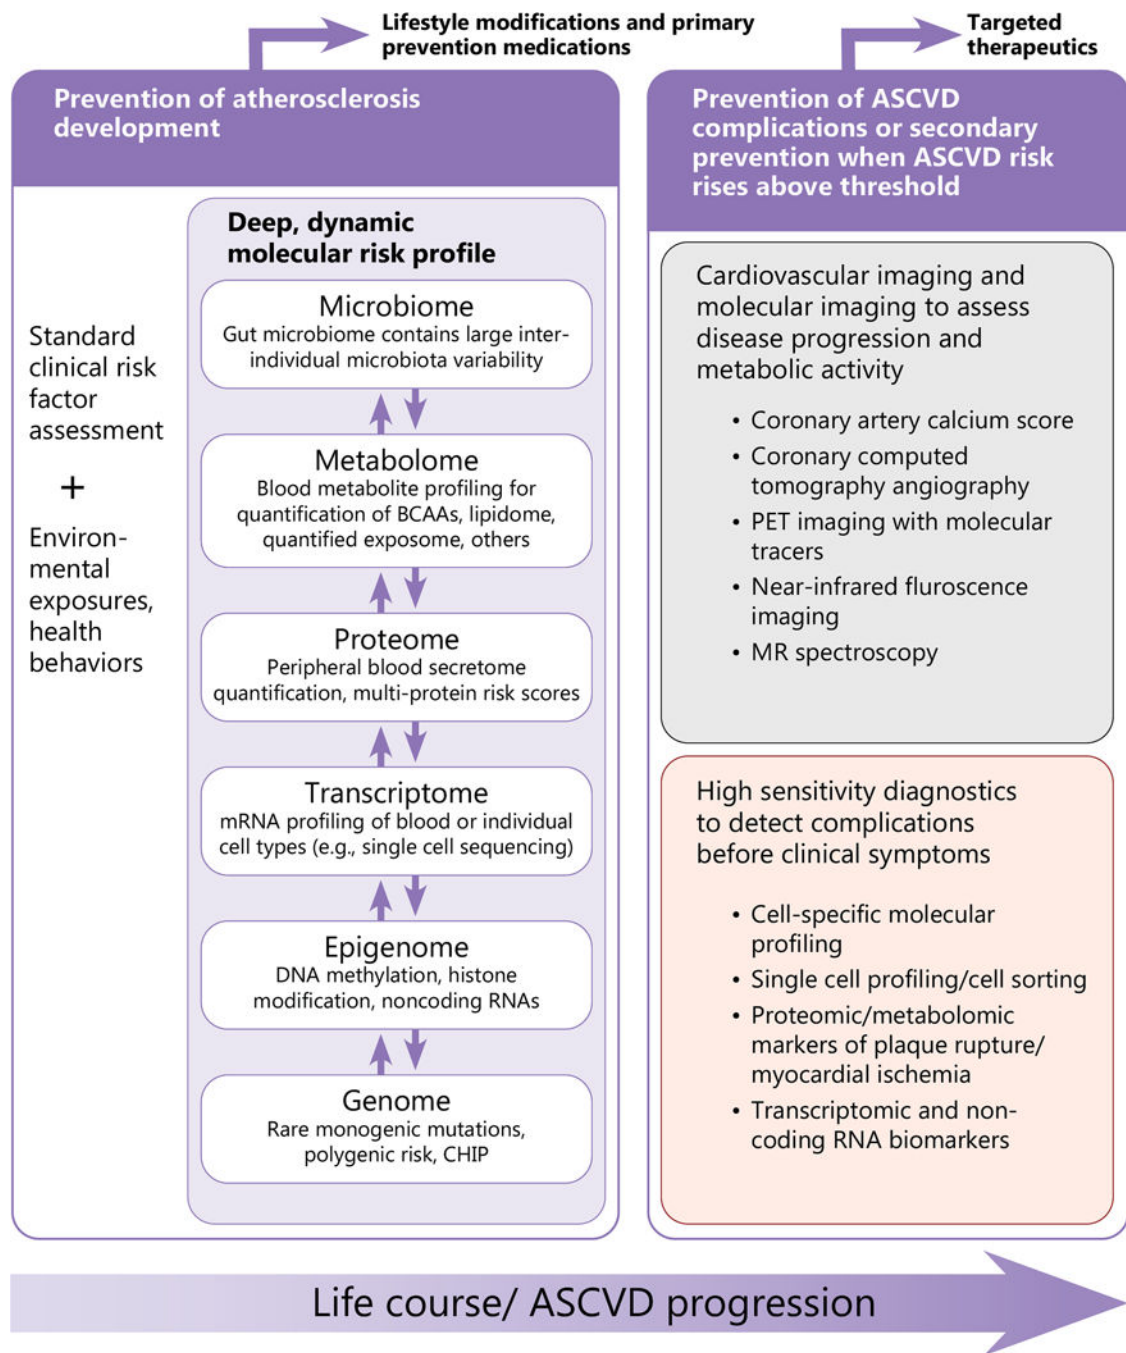 Lifestyle modifications and primary
prevention medications
Targeted
therapeutics
Prevention of atherosclerosis
development
Standard
clinical risk
factor
assessment
+
Environ-
mental
exposures,
health
behaviors
Deep, dynamic
molecular risk profile
Microbiome
Gut microbiome contains large inter-
individual microbiota variability
Metabolome
Blood metabolite profiling for
quantification of BCAAs, lipidome,
quantified exposome, others
Proteome
Peripheral blood secretome
quantification, multi-protein risk scores
Transcriptome
mRNA profiling of blood or individual
cell types (e.g., single cell sequencing)
Epigenome
DNA methylation, histone
modification, noncoding RNAs
Genome
Rare monogenic mutations,
polygenic risk, CHIP
Prevention of ASCVD
complications or secondary
prevention when ASCVD risk
rises above threshold
Cardiovascular imaging and
molecular imaging to assess
disease progression and
metabolic activity
• Coronary artery calcium score
• Coronary computed
tomography angiography
• PET imaging with molecular
tracers
• Near-infrared fluroscence
imaging
• MR spectroscopy
High sensitivity diagnostics
to detect complications
before clinical symptoms
• Cell-specific molecular
profiling
• Single cell profiling/cell sorting
• Proteomic/metabolomic
markers of plaque rupture/
myocardial ischemia
• Transcriptomic and non-
coding RNA biomarkers
Life course/ ASCVD progression